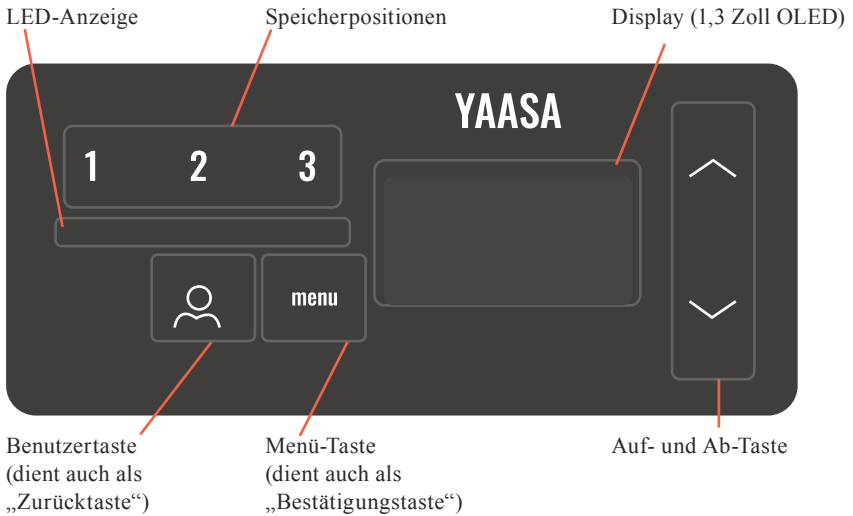 LED-Anzeige
Speicherpositionen
Display (1,3 Zoll OLED)
YAASA
1 2 3
menu
Benutzertaste
(dient auch als
„Zurücktaste“)
Menü-Taste
(dient auch als
„Bestätigungstaste“)
Auf- und Ab-Taste